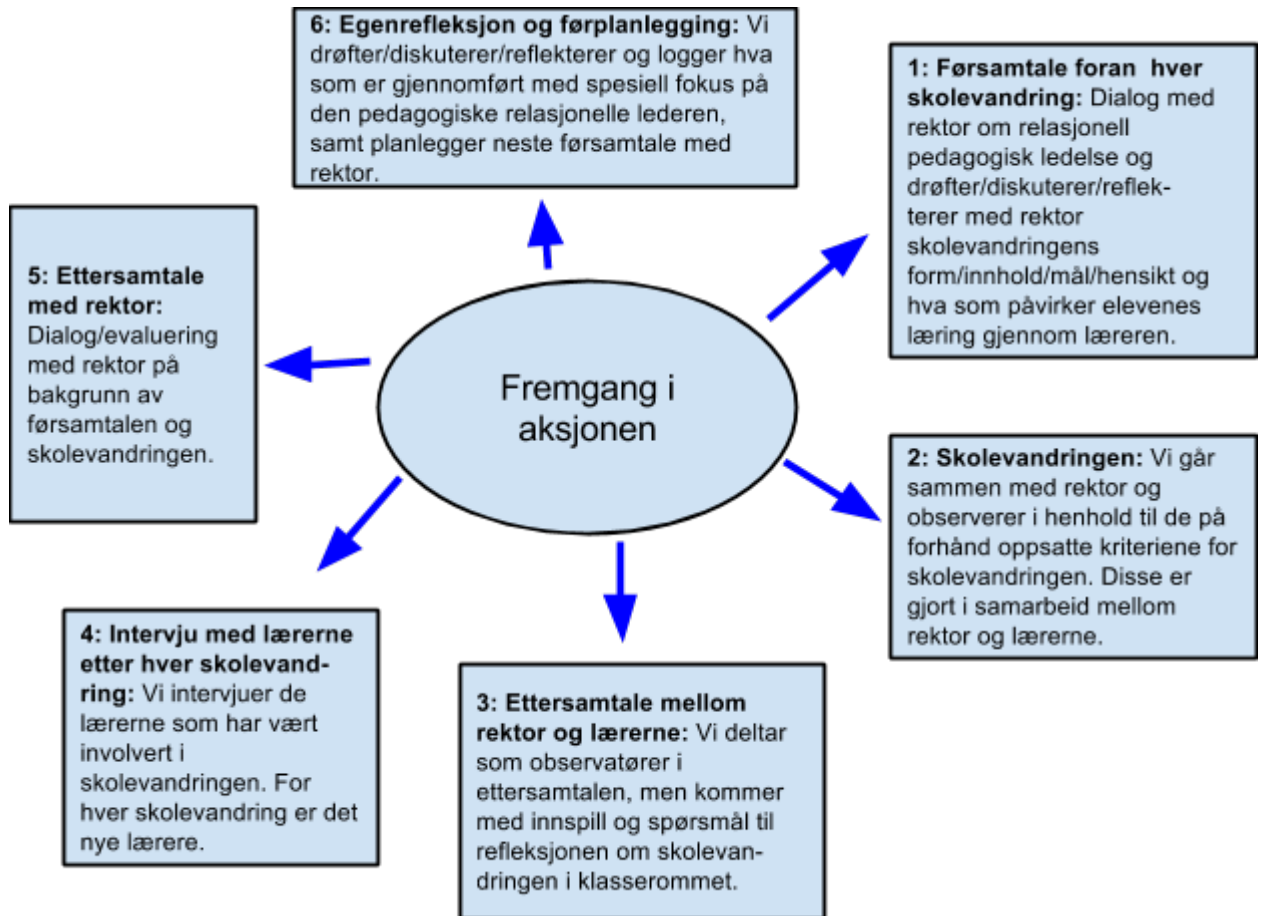 6: Egenrefleksjon og førplanlegging: Vi
drøfter/diskuterer/reflekterer og logger hva
som er gjennomført med spesiell fokus på
den pedagogiske relasjonelle lederen,
samt planlegger neste førsamtale med
rektor.
1: Førsamtale foran hver
skolevandring: Dialog med
rektor om relasjonell
pedagogisk ledelse og
drøfter/diskuterer/reflek-
terer med rektor
skolevandringens
form/innhold/mål/hensikt og
hva som påvirker elevenes
læring gjennom læreren.
5: Ettersamtale
med rektor:
Dialog/evaluering
med rektor på
bakgrunn av
førsamtalen og
skolevandringen.
Fremgang i
aksjonen
2: Skolevandringen: Vi går
sammen med rektor og
observerer i henhold til de på
forhånd oppsatte kriteriene for
skolevandringen. Disse er
gjort i samarbeid mellom
rektor og lærerne.
4: Intervju med lærerne
etter hver skolevand-
ring: Vi intervjuer de
lærerne som har vært
involvert i
skolevandringen. For
hver skolevandring er det
nye lærere.
3: Ettersamtale mellom
rektor og lærerne: Vi deltar
som observatører i
ettersamtalen, men kommer
med innspill og spørsmål til
refleksjonen om skolevan-
dringen i klasserommet.